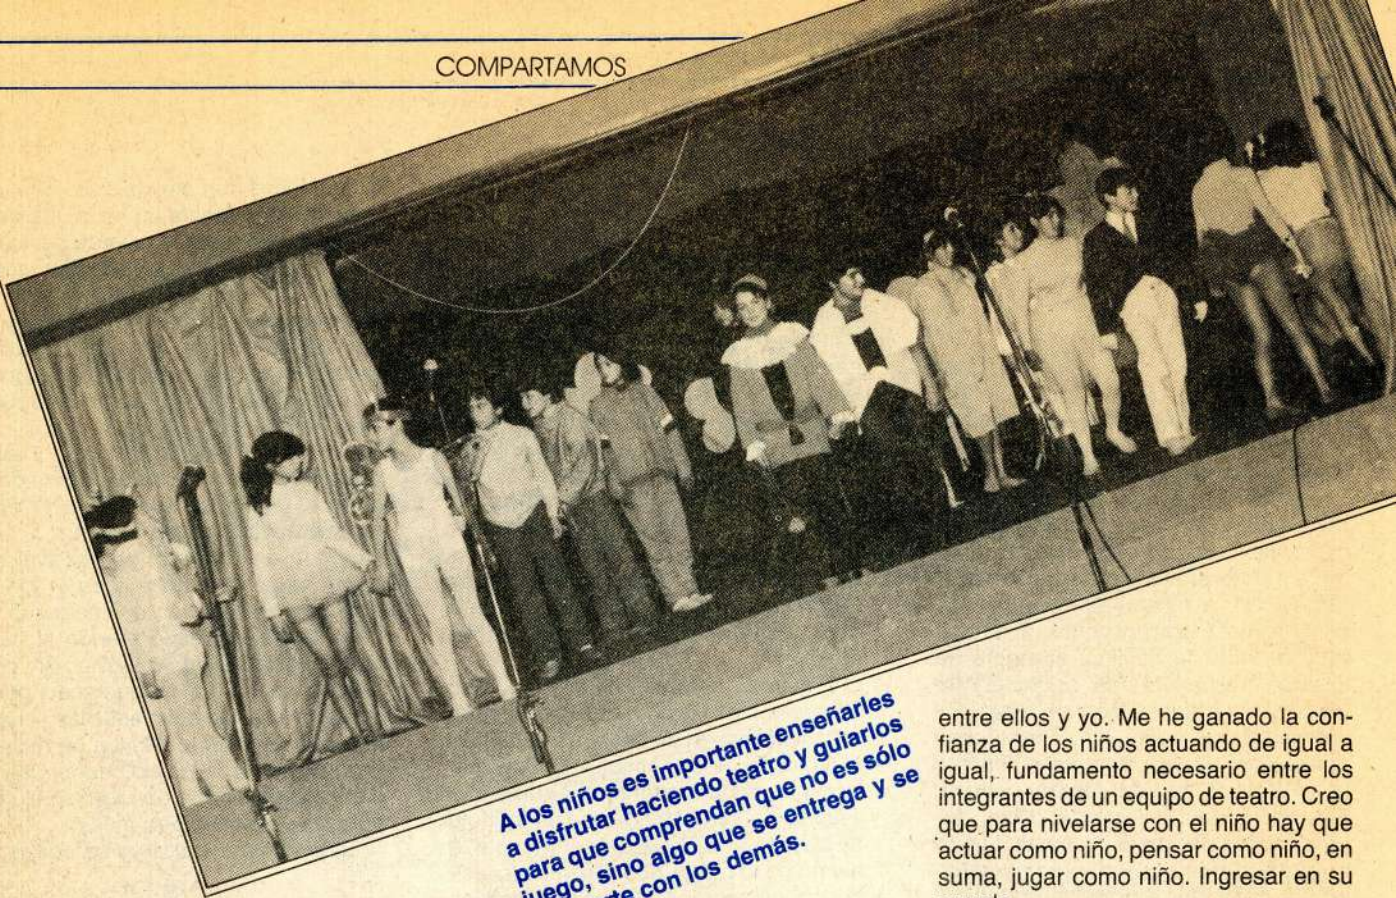 COMPARTAMOS
A los niños es importante enseñarles
a disfrutar haciendo teatro y guiarlos
para que comprendan que no es sólo
juego, sino algo que se entrega y se
con los demás.
entre ellos y yo. Me he ganado la con-
fianza de los niños actuando de igual a
igual, fundamento necesario entre los
integrantes de un equipo de teatro. Creo
que para nivelarse con el niño hay que
actuar como niño, pensar como niño, en
suma, jugar como niño. Ingresar en su